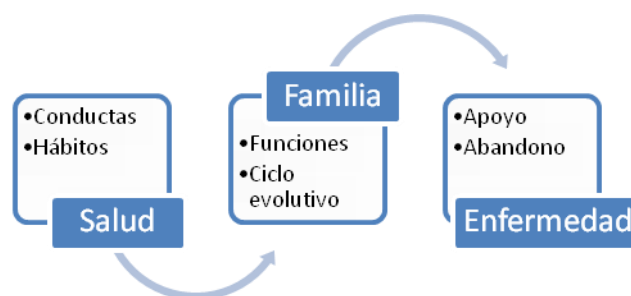 •Conductas
•Hábitos
Salud
Familia
•Funciones
•Ciclo
evolutivo
•Apoyo
•Abandono
Enfermedad